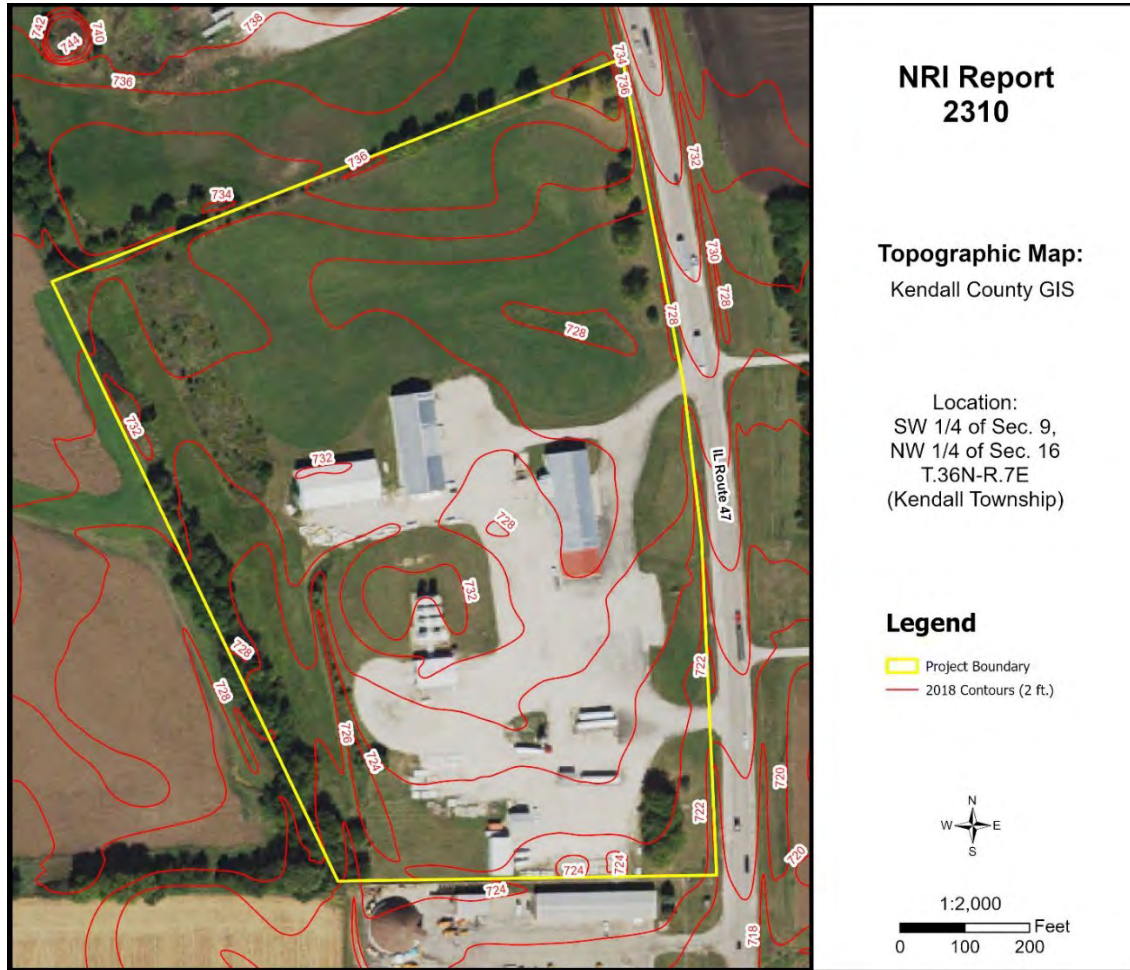 742
740
744
738
736
734
736
732
736
734
730
728
728
728
732
IL Route 47
732
728
732
728
722
728
726
724
720
722
720
724
724
724
718
NRI Report
2310
Topographic Map:
Kendall County GIS
Location:
SW 1/4 of Sec. 9,
NW 1/4 of Sec. 16
T.36N-R.7E
(Kendall Township)
Legend
Project Boundary
2018 Contours (2 ft.)
N
W E
S
1:2,000
Feet
0 100 200